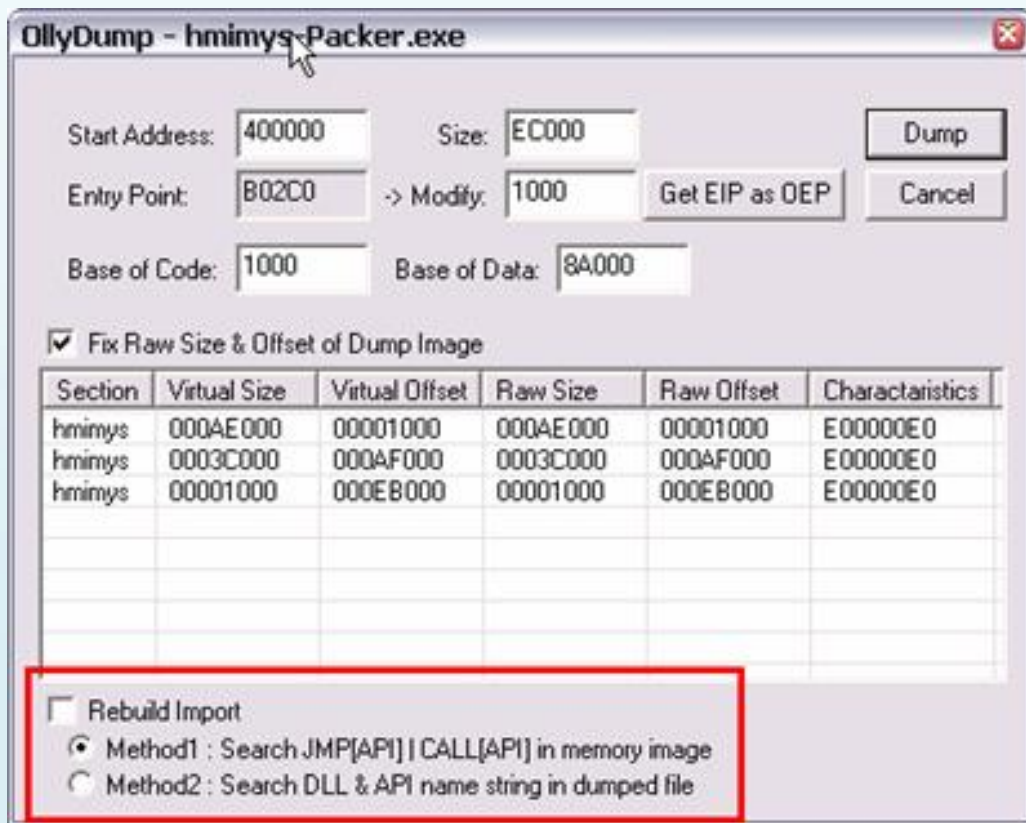 OllyDump - hmimys-Packer.exe
Start Address: 400000 Size: EC000 Dump
Entry Point: B02C0 -> Modify: 1000 Get EIP as OEP Cancel
Base of Code: 1000 Base of Data: 8A000
Fix Raw Size & Offset of Dump Image
Section Virtual Size Virtual Offset Raw Size Raw Offset Charactaristics
hmimys 000AE000 00001000 000AE000 00001000 E00000E0
hmimys 0003C000 000AF000 0003C000 000AF000 E00000E0
hmimys 00001000 000EB000 00001000 000EB000 E00000E0
Rebuild Import
Method1 : Search JMP[API] | CALL[API] in memory image
Method2 : Search DLL & API name string in dumped file